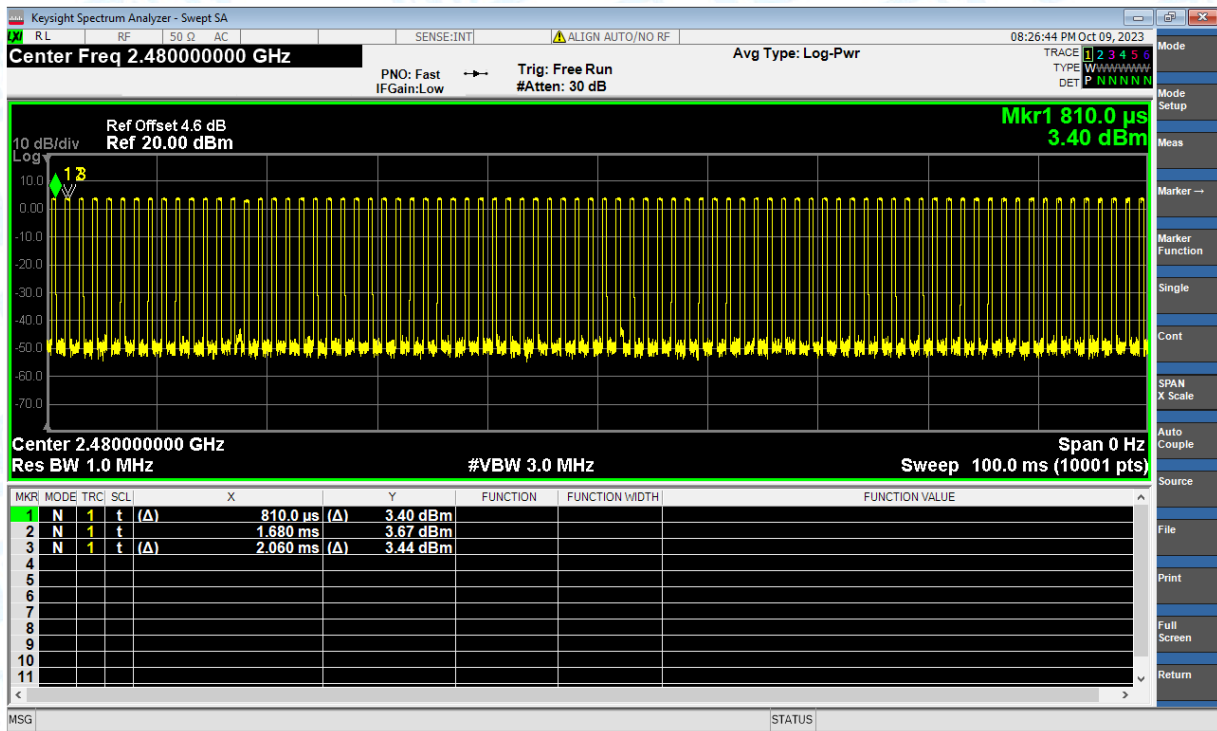 Keysight Spectrum Analyzer - Swept SA
LXI RL RF 50 Ω AC SENSE:INT ALIGN AUTO/NO RF 08:26:44 PM Oct 09, 2023
Center Freq 2.480000000 GHz
PNO: Fast
IFGain:Low
Trig: Free Run
#Atten: 30 dB
Avg Type: Log-Pwr
TRACE 1 2 3 4 5 6
TYPE WWWWWW
DET P N N N N N
Mkr1 810.0 µs
3.40 dBm
Ref Offset 4.6 dB
10 dB/div Ref 20.00 dBm
Log
1 2 3
10.0
0.00
-10.0
-20.0
-30.0
-40.0
-50.0
-60.0
-70.0
Center 2.480000000 GHz Span 0 Hz
Res BW 1.0 MHz #VBW 3.0 MHz Sweep 100.0 ms (10001 pts)
MKR MODE TRC SCL X Y FUNCTION FUNCTION WIDTH FUNCTION VALUE
1 N 1 t (Δ) 810.0 µs (Δ) 3.40 dBm
2 N 1 t 1.680 ms 3.67 dBm
3 N 1 t (Δ) 2.060 ms (Δ) 3.44 dBm
4
5
6
7
8
9
10
11
MSG STATUS
Mode
Mode
Setup
Meas
Marker →
Marker
Function
Single
Cont
SPAN
X Scale
Auto
Couple
Source
File
Print
Full
Screen
Return